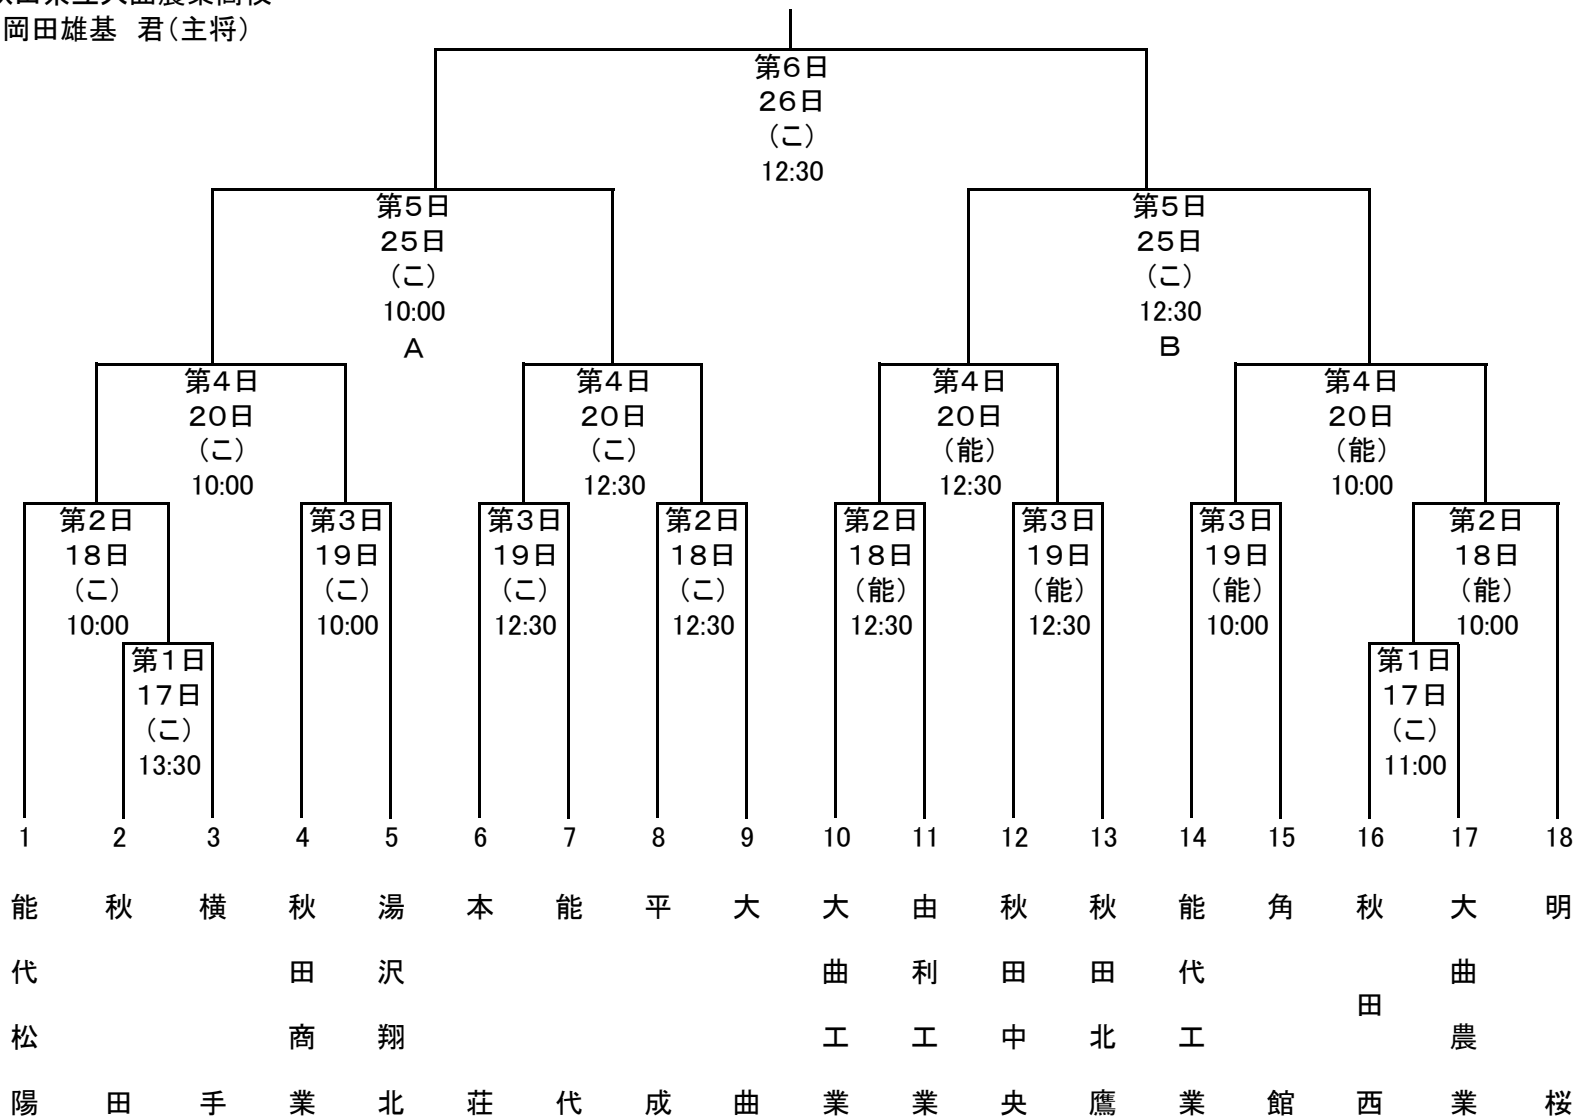 秋田県立大曲農業高校
岡田雄基 君（主将）
第６日
２６日
（こ）
12:30
第５日
２５日
（こ）
10:00
Ａ
第５日
２５日
（こ）
12:30
Ｂ
第４日
２０日
（こ）
10:00
第４日
２０日
（こ）
12:30
第４日
２０日
（能）
12:30
第４日
２０日
（能）
10:00
第２日
１８日
（こ）
10:00
第３日
１９日
（こ）
10:00
第３日
１９日
（こ）
12:30
第２日
１８日
（こ）
12:30
第２日
１８日
（能）
12:30
第３日
１９日
（能）
12:30
第３日
１９日
（能）
10:00
第２日
１８日
（能）
10:00
第１日
１７日
（こ）
13:30
第１日
１７日
（こ）
11:00
1 2 3 4 5 6 7 8 9 10 11 12 13 14 15 16 17 18
能代松陽
秋田
横手
秋田商業
湯沢翔北
本荘
能代
平成
大曲
大曲工業
由利工業
秋田中央
秋田北鷹
能代工業
角館
秋田西
大曲農業
明桜